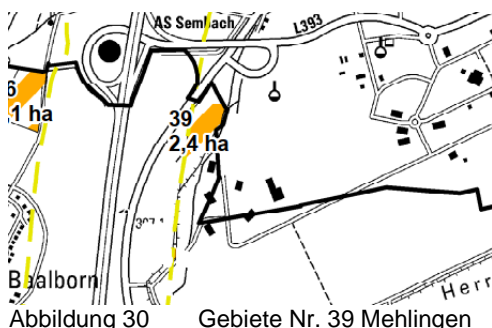 AS Sembach
L393
6
1 ha
39
2,4 ha
Baalborn
Herr
Abbildung 30 Gebiete Nr. 39 Mehlingen